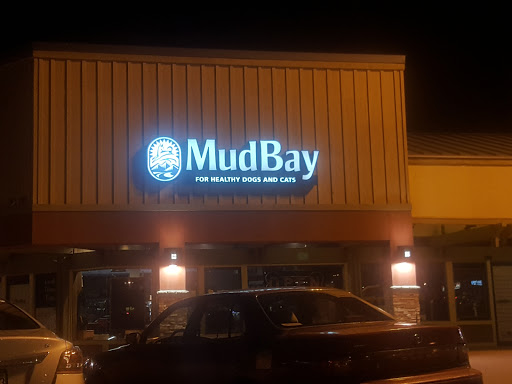 MudBay
FOR HEALTHY DOGS AND CATS